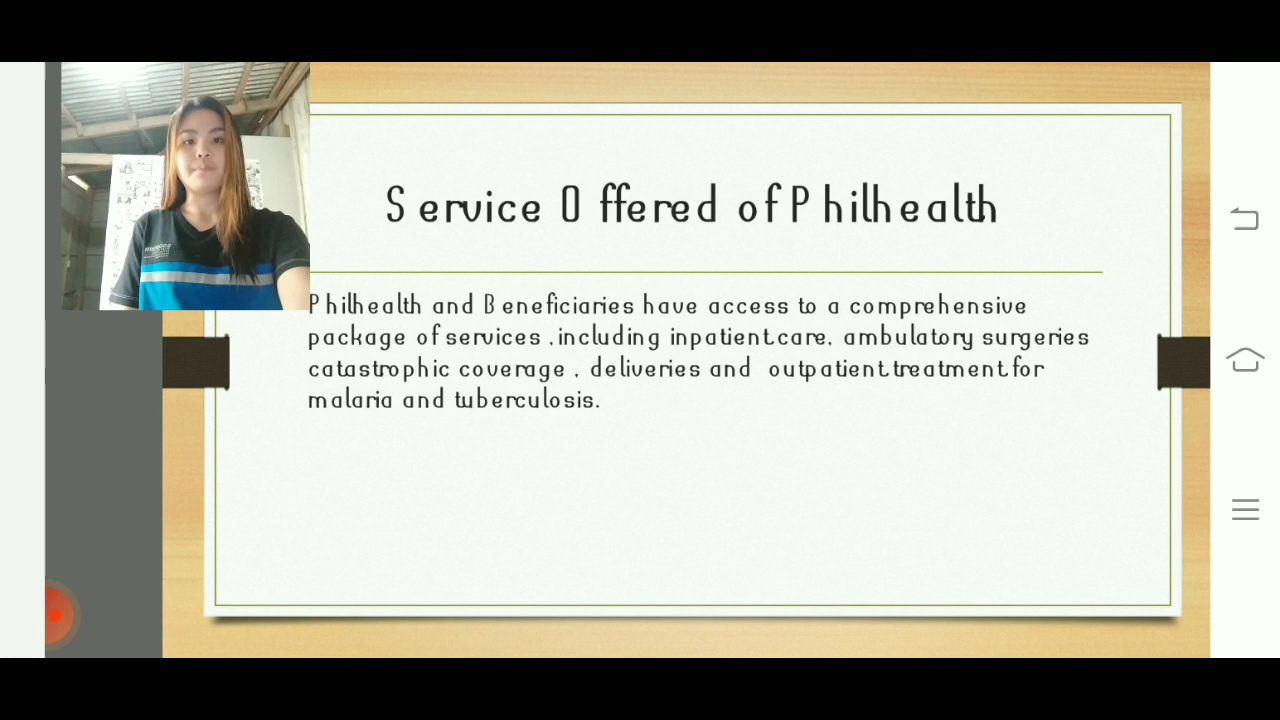 Service Offered of Philhealth
Philhealth and Beneficiaries have access to a comprehensive
package of services ,including inpatient care, ambulatory surgeries
catastrophic coverage , deliveries and outpatient treatment for
malaria and tuberculosis.